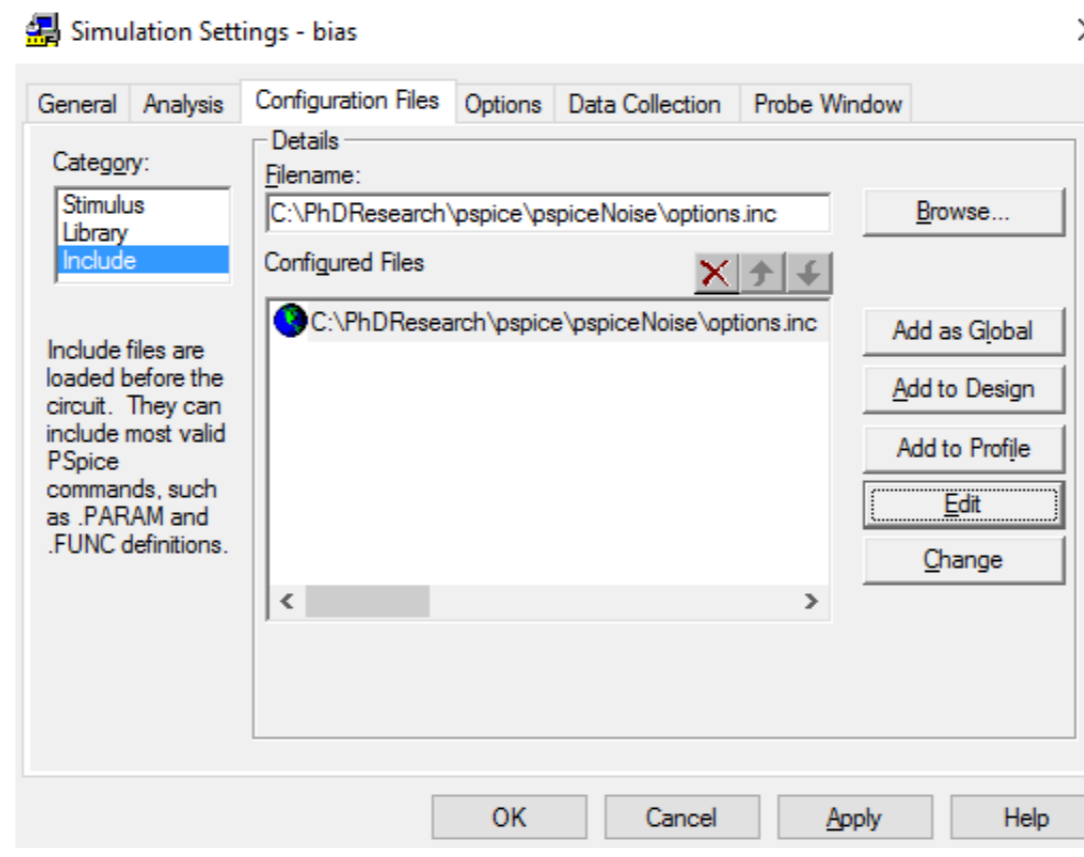 Simulation Settings - bias
General Analysis Configuration Files Options Data Collection Probe Window
Category:
Stimulus
Library
Include
Include files are
loaded before the
circuit. They can
include most valid
PSpice
commands, such
as .PARAM and
.FUNC definitions.
Details
Filename:
C:\PhDResearch\pspice\pspiceNoise\options.inc
Browse...
Configured Files
C:\PhDResearch\pspice\pspiceNoise\options.inc
Add as Global
Add to Design
Add to Profile
Edit
Change
OK Cancel Apply Help